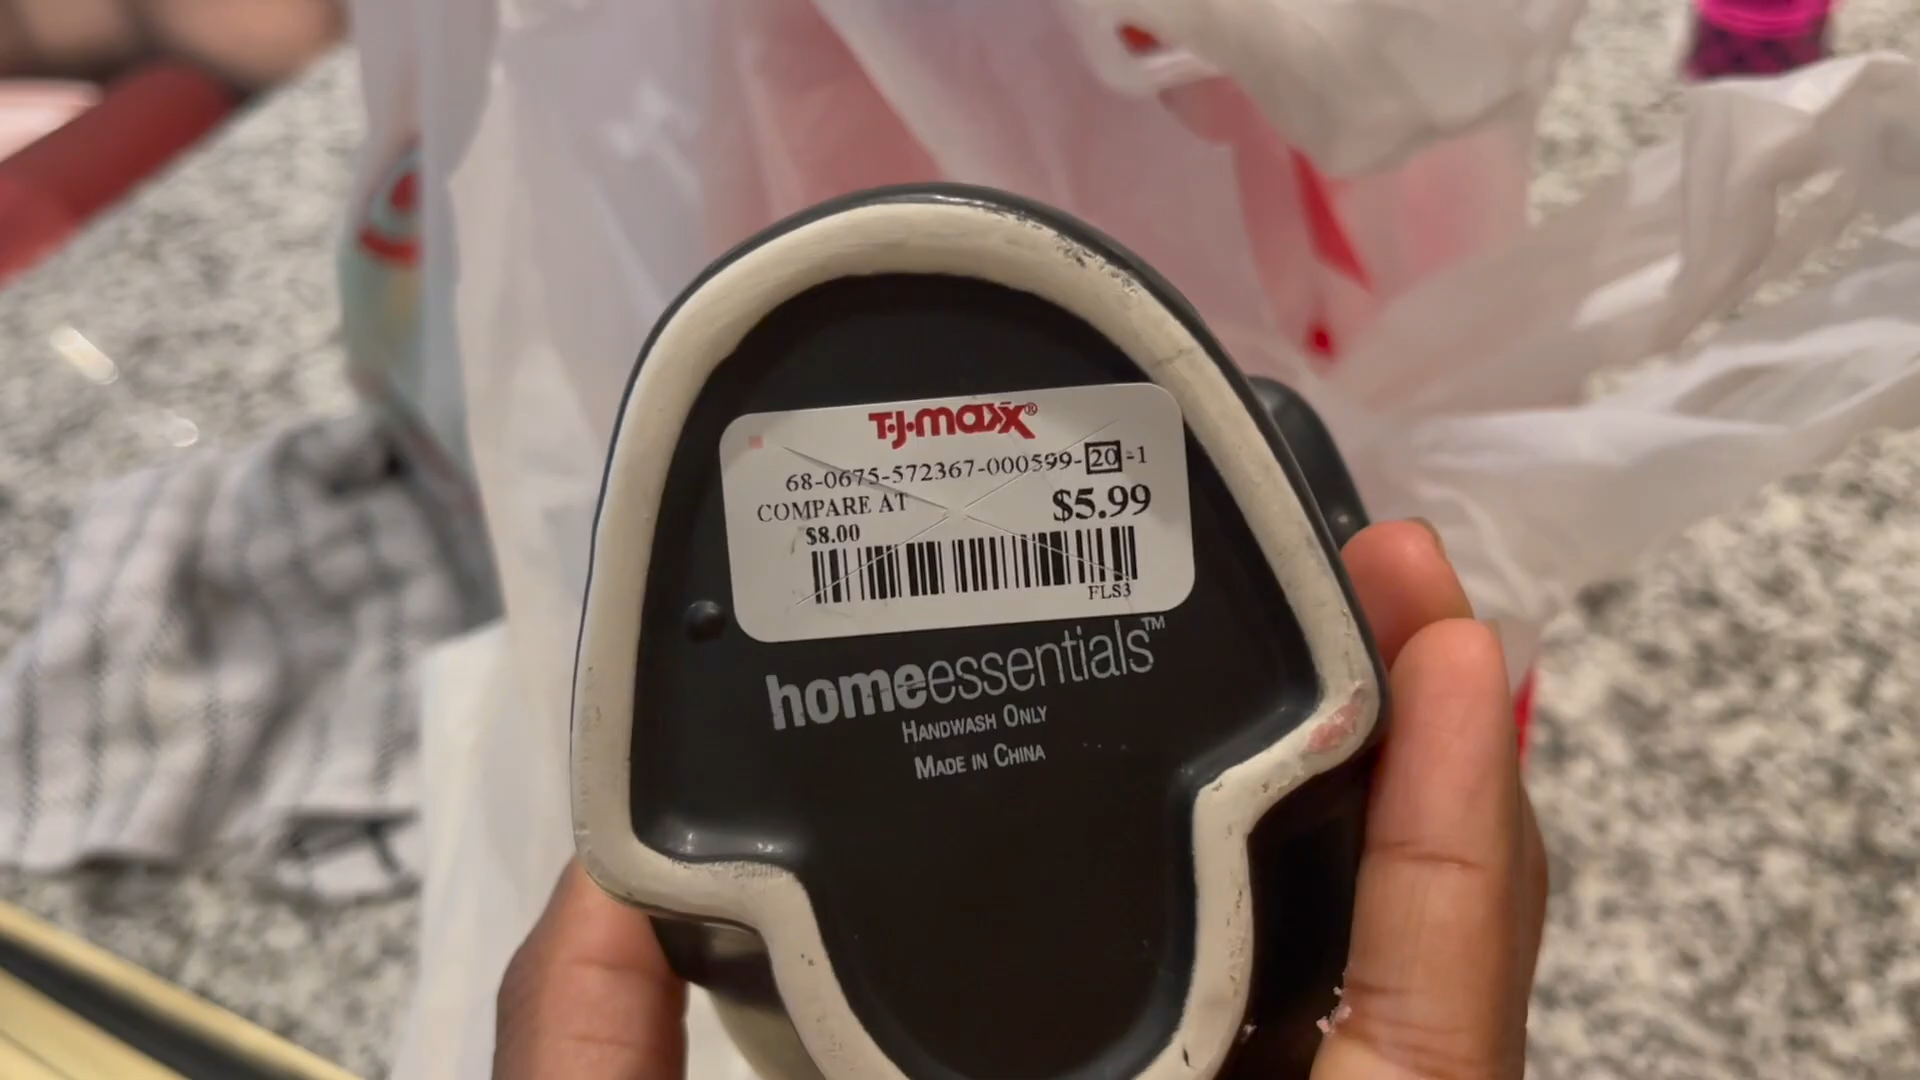 T·J·maxx®
68-0675-572367-000599-20-1
COMPARE AT $5.99
$8.00
FLS3
homeessentials™
HANDWASH ONLY
MADE IN CHINA